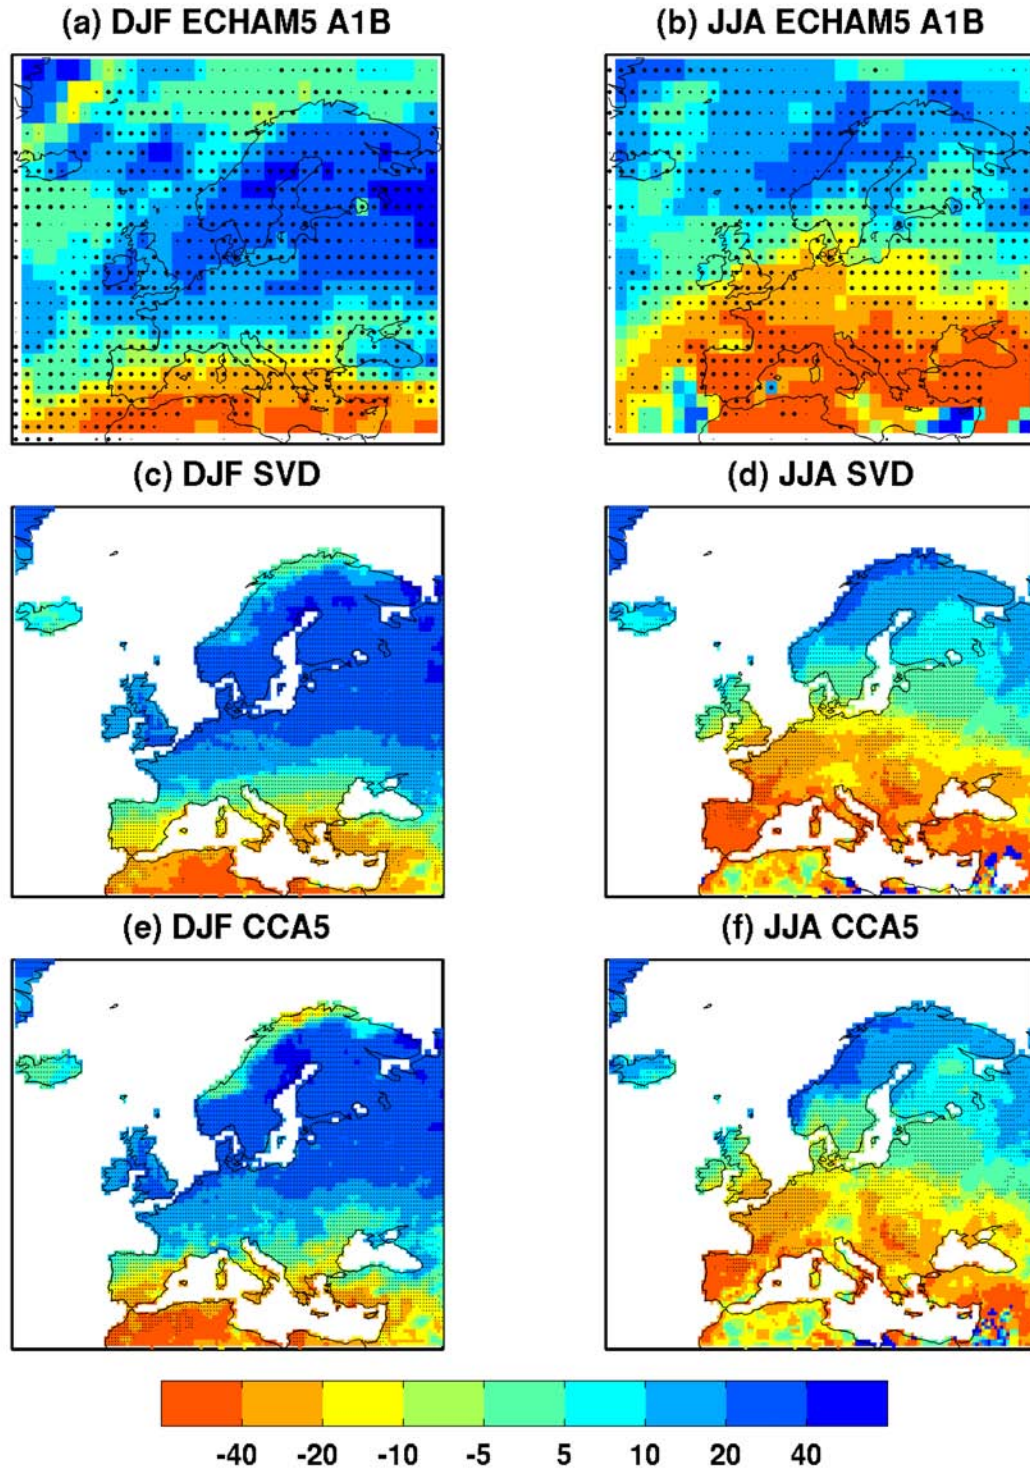 (a) DJF ECHAM5 A1B
(b) JJA ECHAM5 A1B
(c) DJF SVD
(d) JJA SVD
(e) DJF CCA5
(f) JJA CCA5
-40 -20 -10 -5 5 10 20 40